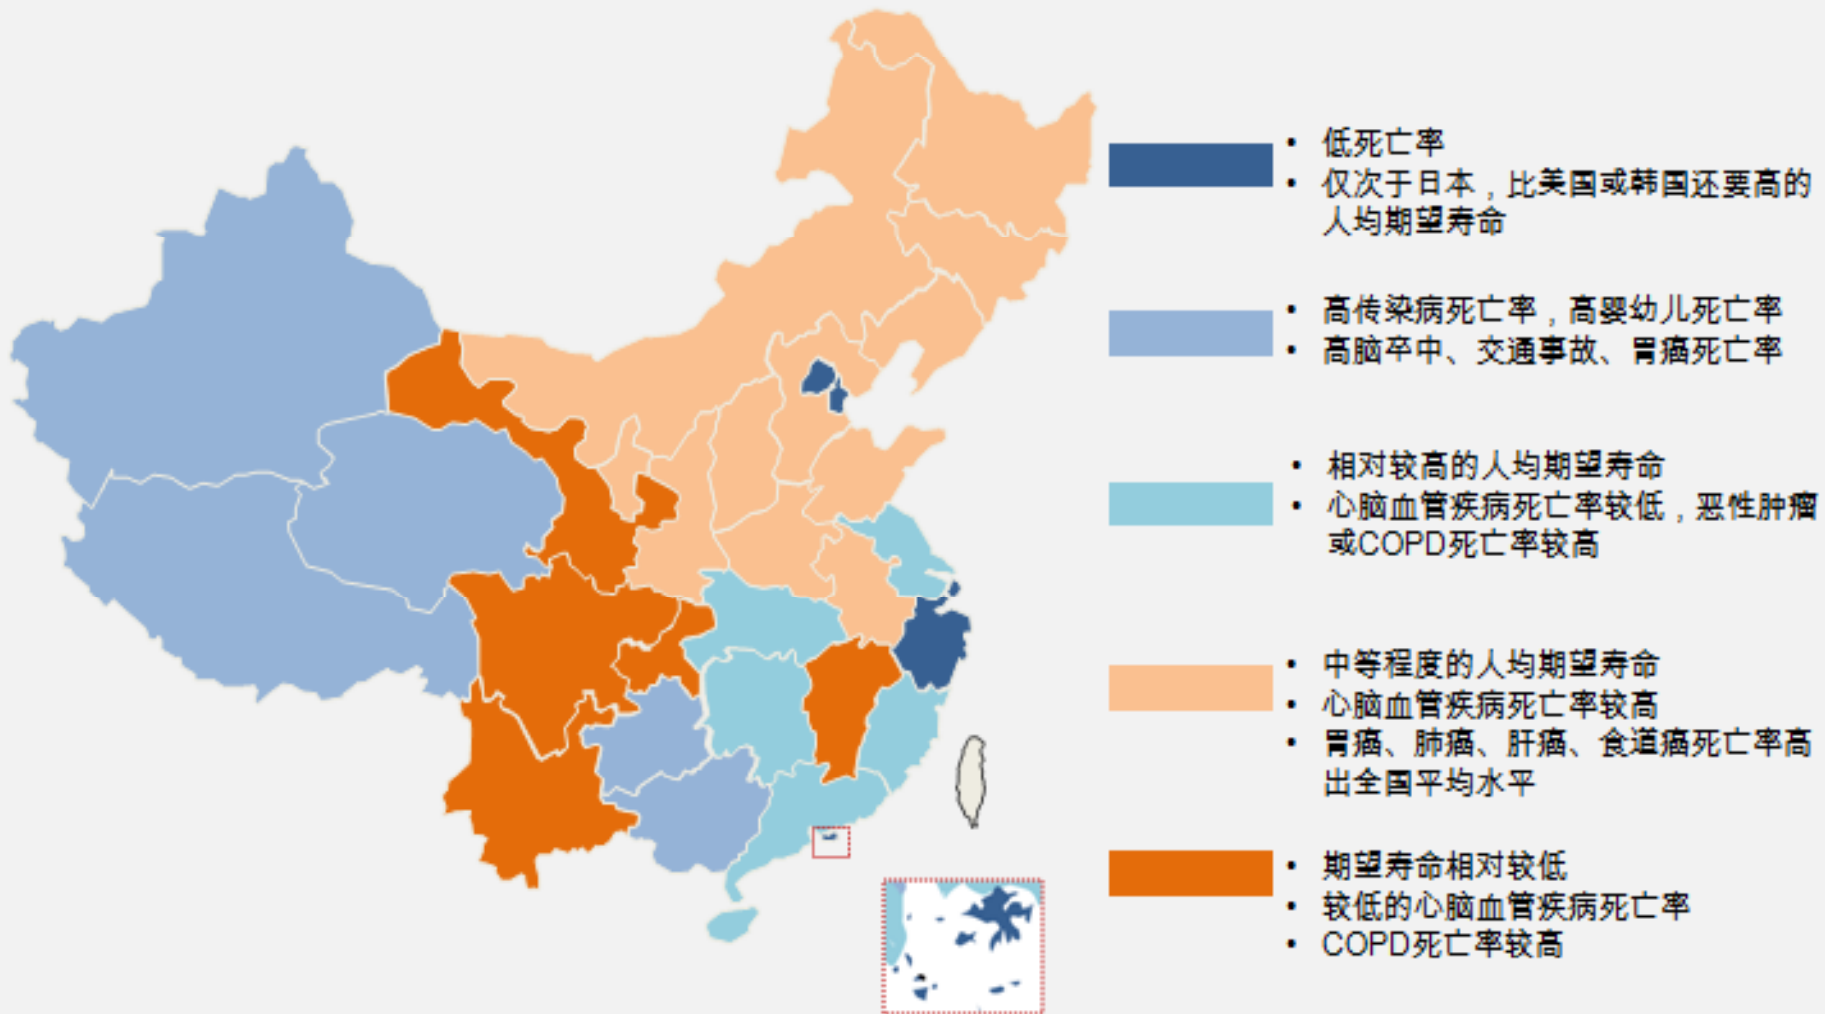 • 低死亡率
• 仅次于日本，比美国或韩国还要高的
人均期望寿命
• 高传染病死亡率，高婴幼儿死亡率
• 高脑卒中、交通事故、胃癌死亡率
• 相对较高的人均期望寿命
• 心脑血管疾病死亡率较低，恶性肿瘤
或COPD死亡率较高
• 中等程度的人均期望寿命
• 心脑血管疾病死亡率较高
• 胃癌、肺癌、肝癌、食道癌死亡率高
出全国平均水平
• 期望寿命相对较低
• 较低的心脑血管疾病死亡率
• COPD死亡率较高